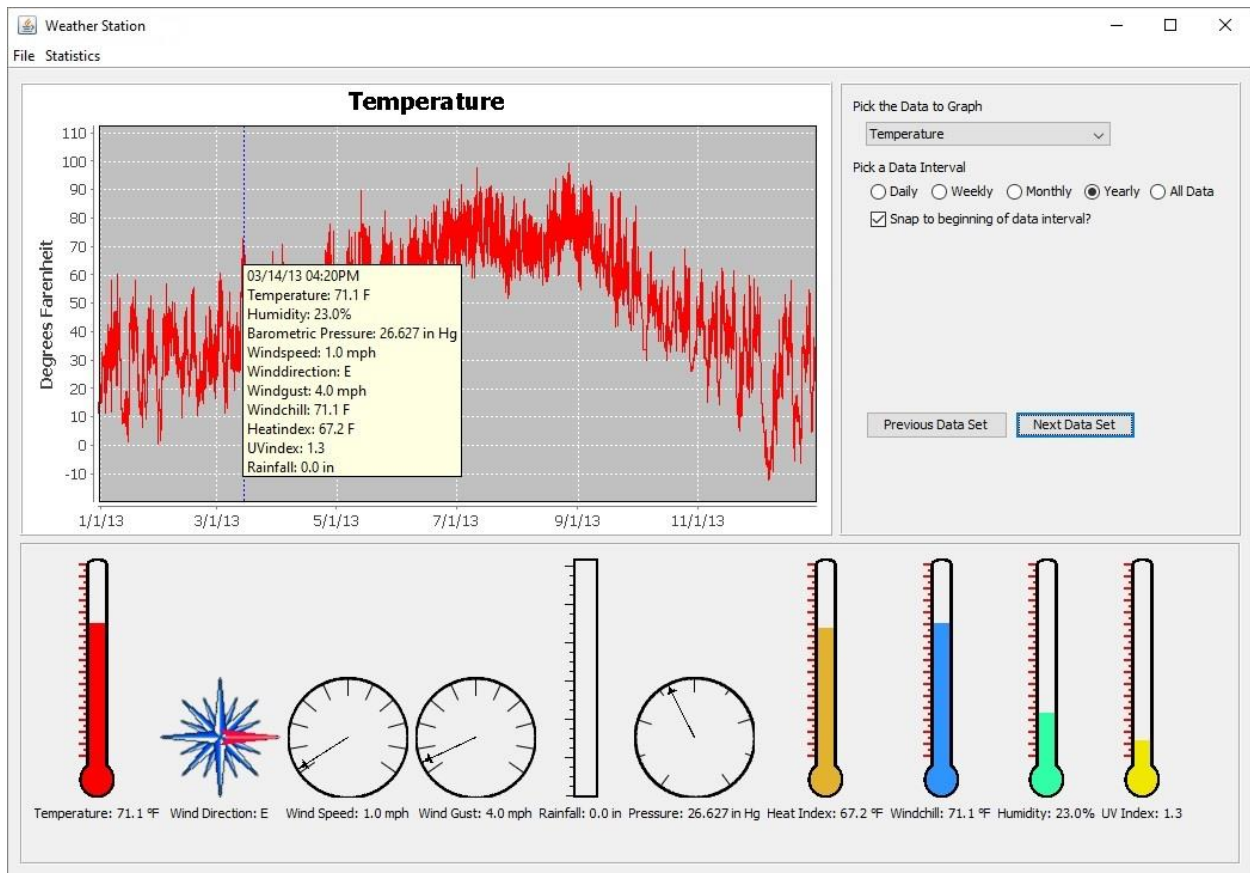 Weather Station
File Statistics
Temperature
110
100
90
80
70
60
50
40
30
20
10
0
-10
Degrees Farenheit
1/1/13 3/1/13 5/1/13 7/1/13 9/1/13 11/1/13
03/14/13 04:20PM
Temperature: 71.1 F
Humidity: 23.0%
Barometric Pressure: 26.627 in Hg
Windspeed: 1.0 mph
Winddirection: E
Windgust: 4.0 mph
Windchill: 71.1 F
Heatindex: 67.2 F
UVindex: 1.3
Rainfall: 0.0 in
Pick the Data to Graph
Temperature
Pick a Data Interval
Daily Weekly Monthly Yearly All Data
Snap to beginning of data interval?
Previous Data Set Next Data Set
Temperature: 71.1 ºF Wind Direction: E Wind Speed: 1.0 mph Wind Gust: 4.0 mph Rainfall: 0.0 in Pressure: 26.627 in Hg Heat Index: 67.2 ºF Windchill: 71.1 ºF Humidity: 23.0% UV Index: 1.3